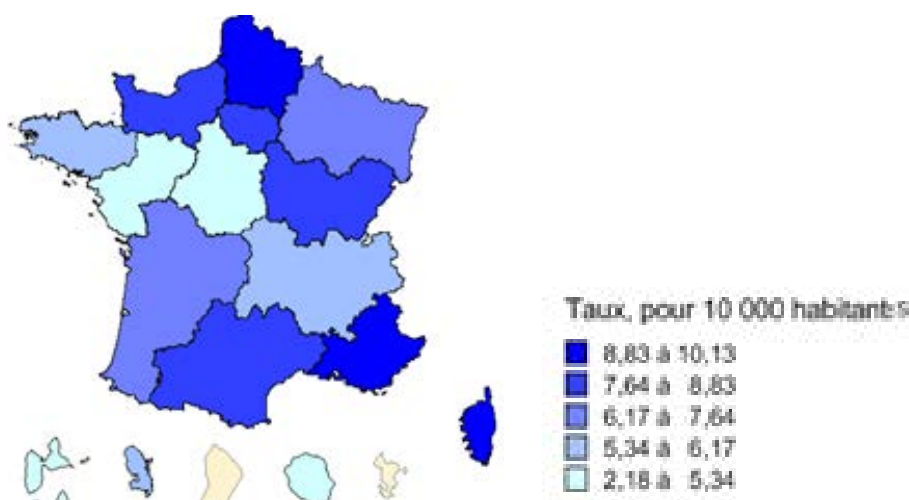 Taux, pour 10 000 habitants
8,83 à 10,13
7,64 à 8,83
6,17 à 7,64
5,34 à 6,17
2,18 à 5,34